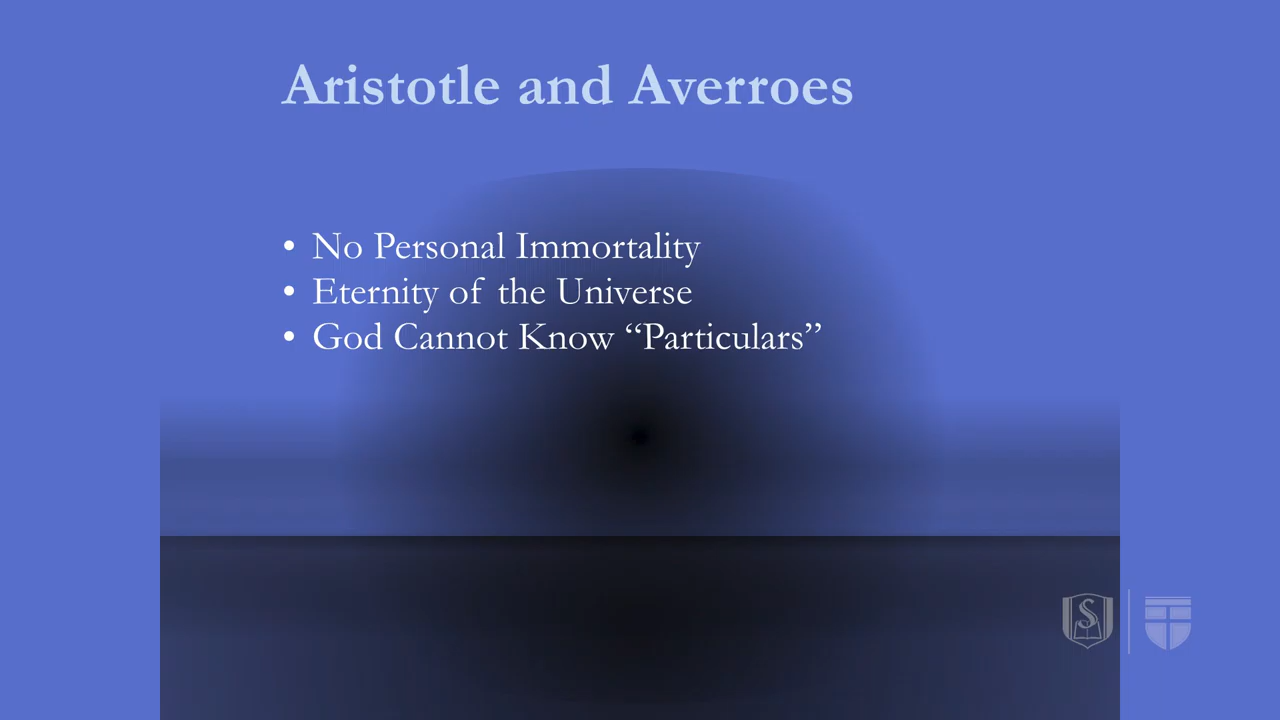 Aristotle and Averroes
• No Personal Immortality
• Eternity of the Universe
• God Cannot Know “Particulars”
S